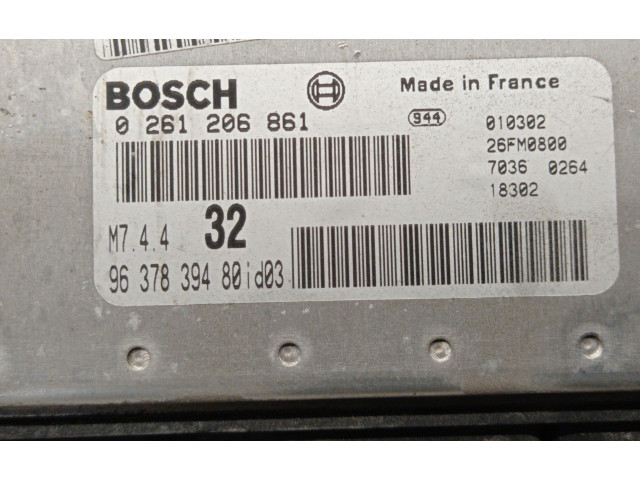 BOSCH Made in France
0 261 206 861 944 010302
26FM0800
7036 0264
18302
M7.4.4 32
96 378 394 80id03